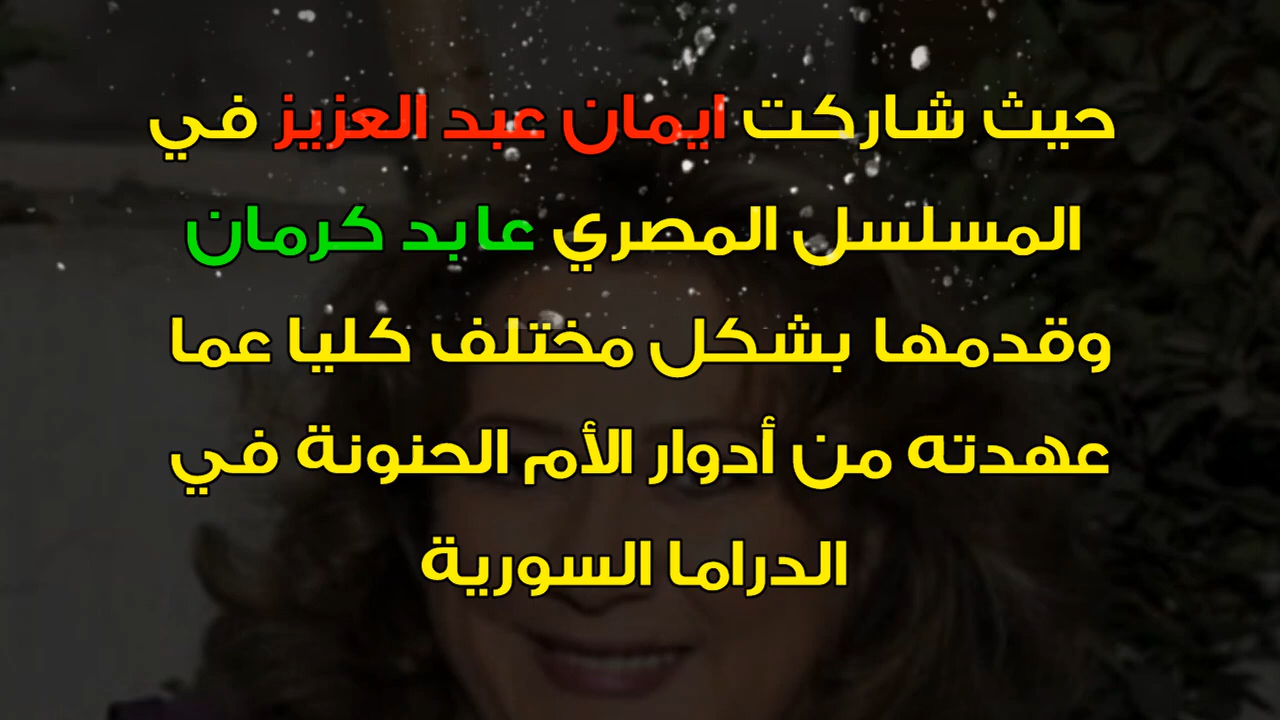 حيث شاركت ايمان عبد العزيز في
المسلسل المصري عابد كرمان
وقدمها بشكل مختلف كليا عما
عهدته من أدوار الأم الحنونة في
الدراما السورية